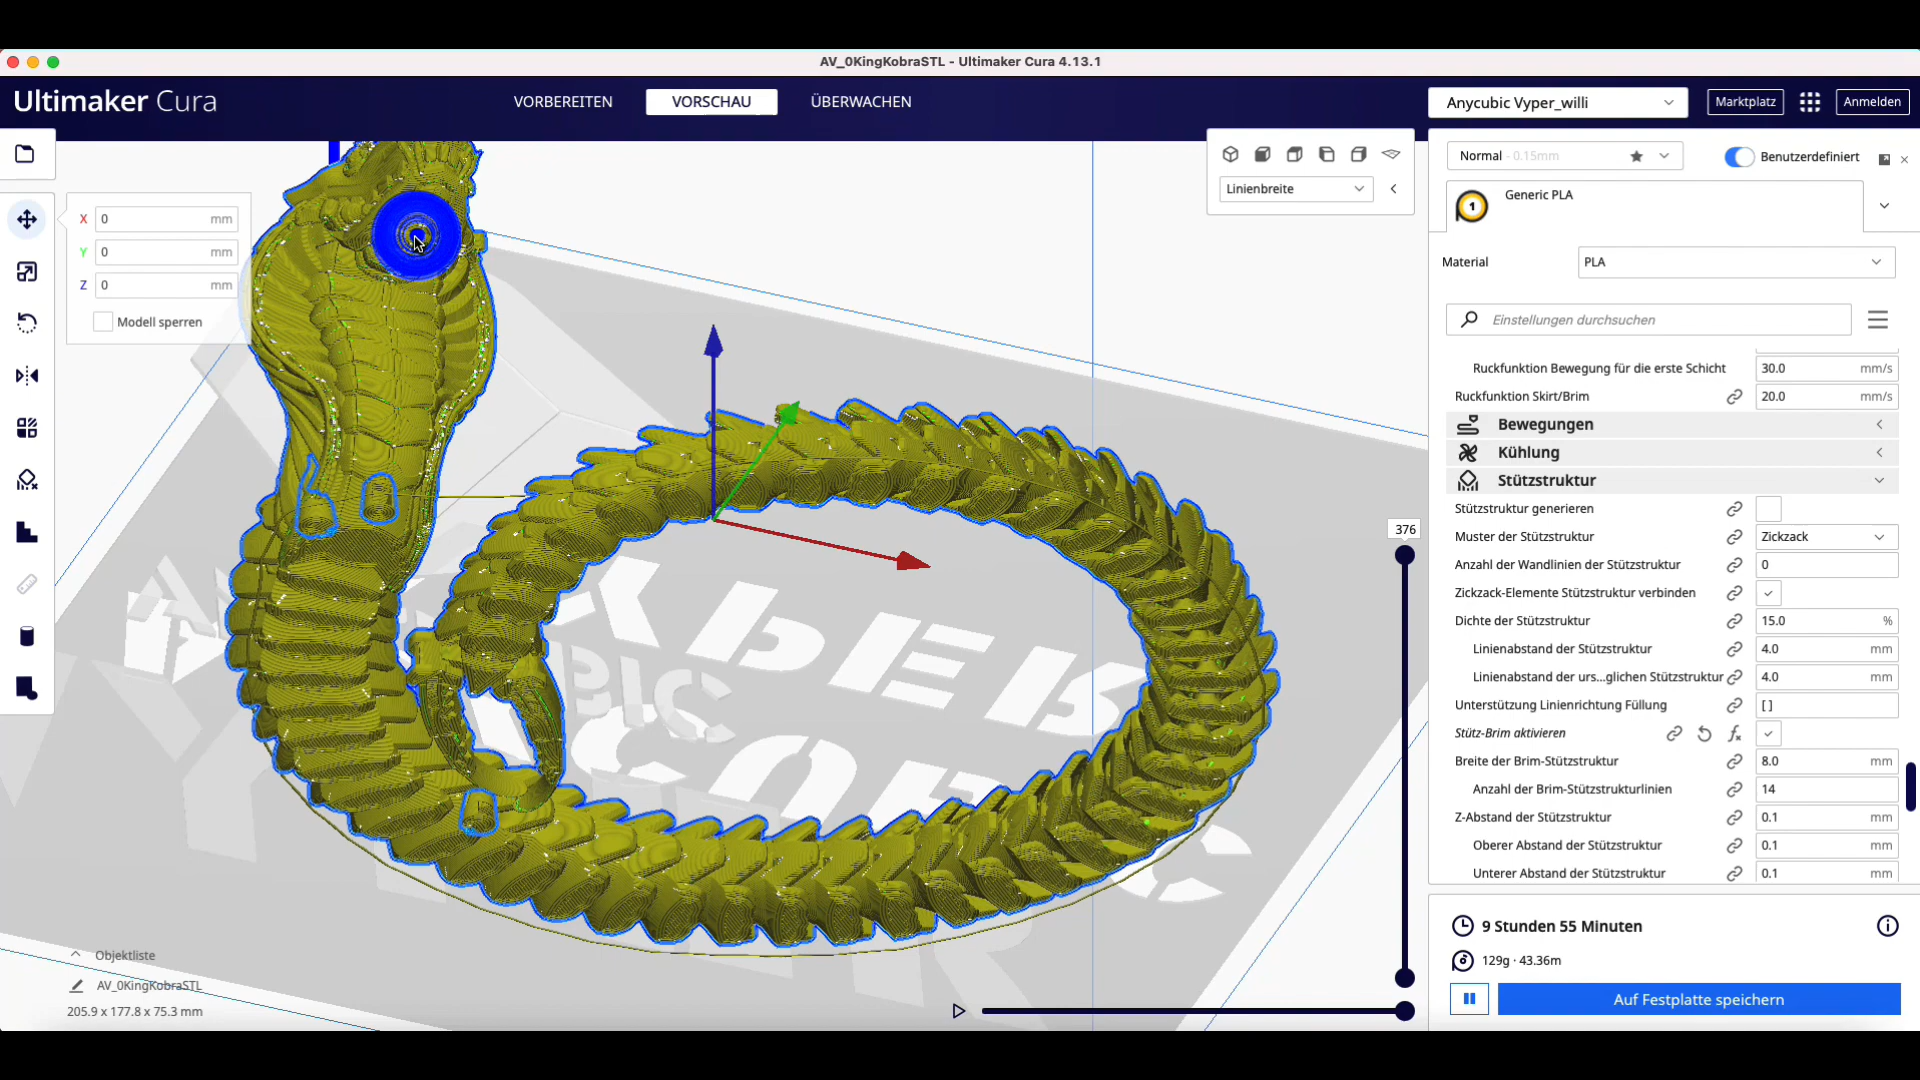 AV_0KingKobraSTL - Ultimaker Cura 4.13.1
Ultimaker Cura
VORBEREITEN
VORSCHAU
ÜBERWACHEN
Anycubic Vyper_willi
Marktplatz
Anmelden
X 0 mm
Y 0 mm
Z 0 mm
Modell sperren
Linienbreite
Normal - 0.15mm
Benutzerdefiniert
1
Generic PLA
Material
PLA
Einstellungen durchsuchen
Ruckfunktion Bewegung für die erste Schicht 30.0 mm/s
Ruckfunktion Skirt/Brim 20.0 mm/s
Bewegungen
Kühlung
Stützstruktur
Stützstruktur generieren
Muster der Stützstruktur Zickzack
Anzahl der Wandlinien der Stützstruktur 0
Zickzack-Elemente Stützstruktur verbinden
Dichte der Stützstruktur 15.0 %
Linienabstand der Stützstruktur 4.0 mm
Linienabstand der urs...glichen Stützstruktur 4.0 mm
Unterstützung Linienrichtung Füllung [ ]
Stütz-Brim aktivieren
Breite der Brim-Stützstruktur 8.0 mm
Anzahl der Brim-Stützstrukturlinien 14
Z-Abstand der Stützstruktur 0.1 mm
Oberer Abstand der Stützstruktur 0.1 mm
Unterer Abstand der Stützstruktur 0.1 mm
376
Objektliste
AV_0KingKobraSTL
205.9 x 177.8 x 75.3 mm
9 Stunden 55 Minuten
129g · 43.36m
Auf Festplatte speichern